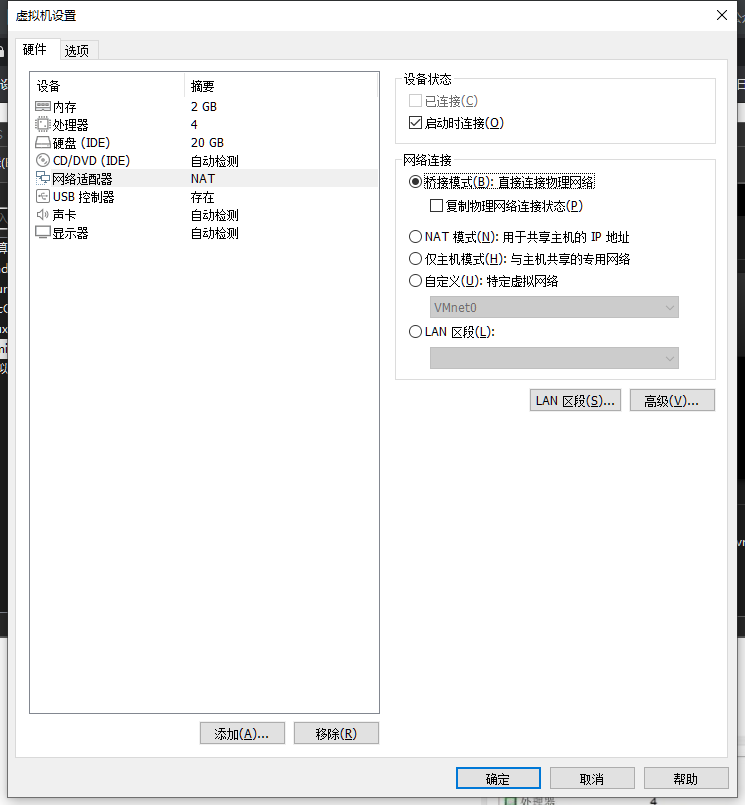 虚拟机设置
硬件 选项
设备 摘要
内存 2 GB
处理器 4
硬盘 (IDE) 20 GB
CD/DVD (IDE) 自动检测
网络适配器 NAT
USB 控制器 存在
声卡 自动检测
显示器 自动检测
添加(A)... 移除(R)
设备状态
已连接(C)
启动时连接(O)
网络连接
桥接模式(B): 直接连接物理网络
复制物理网络连接状态(P)
NAT 模式(N): 用于共享主机的 IP 地址
仅主机模式(H): 与主机共享的专用网络
自定义(U): 特定虚拟网络
VMnet0
LAN 区段(L):
LAN 区段(S)... 高级(V)...
确定 取消 帮助
处理器 4